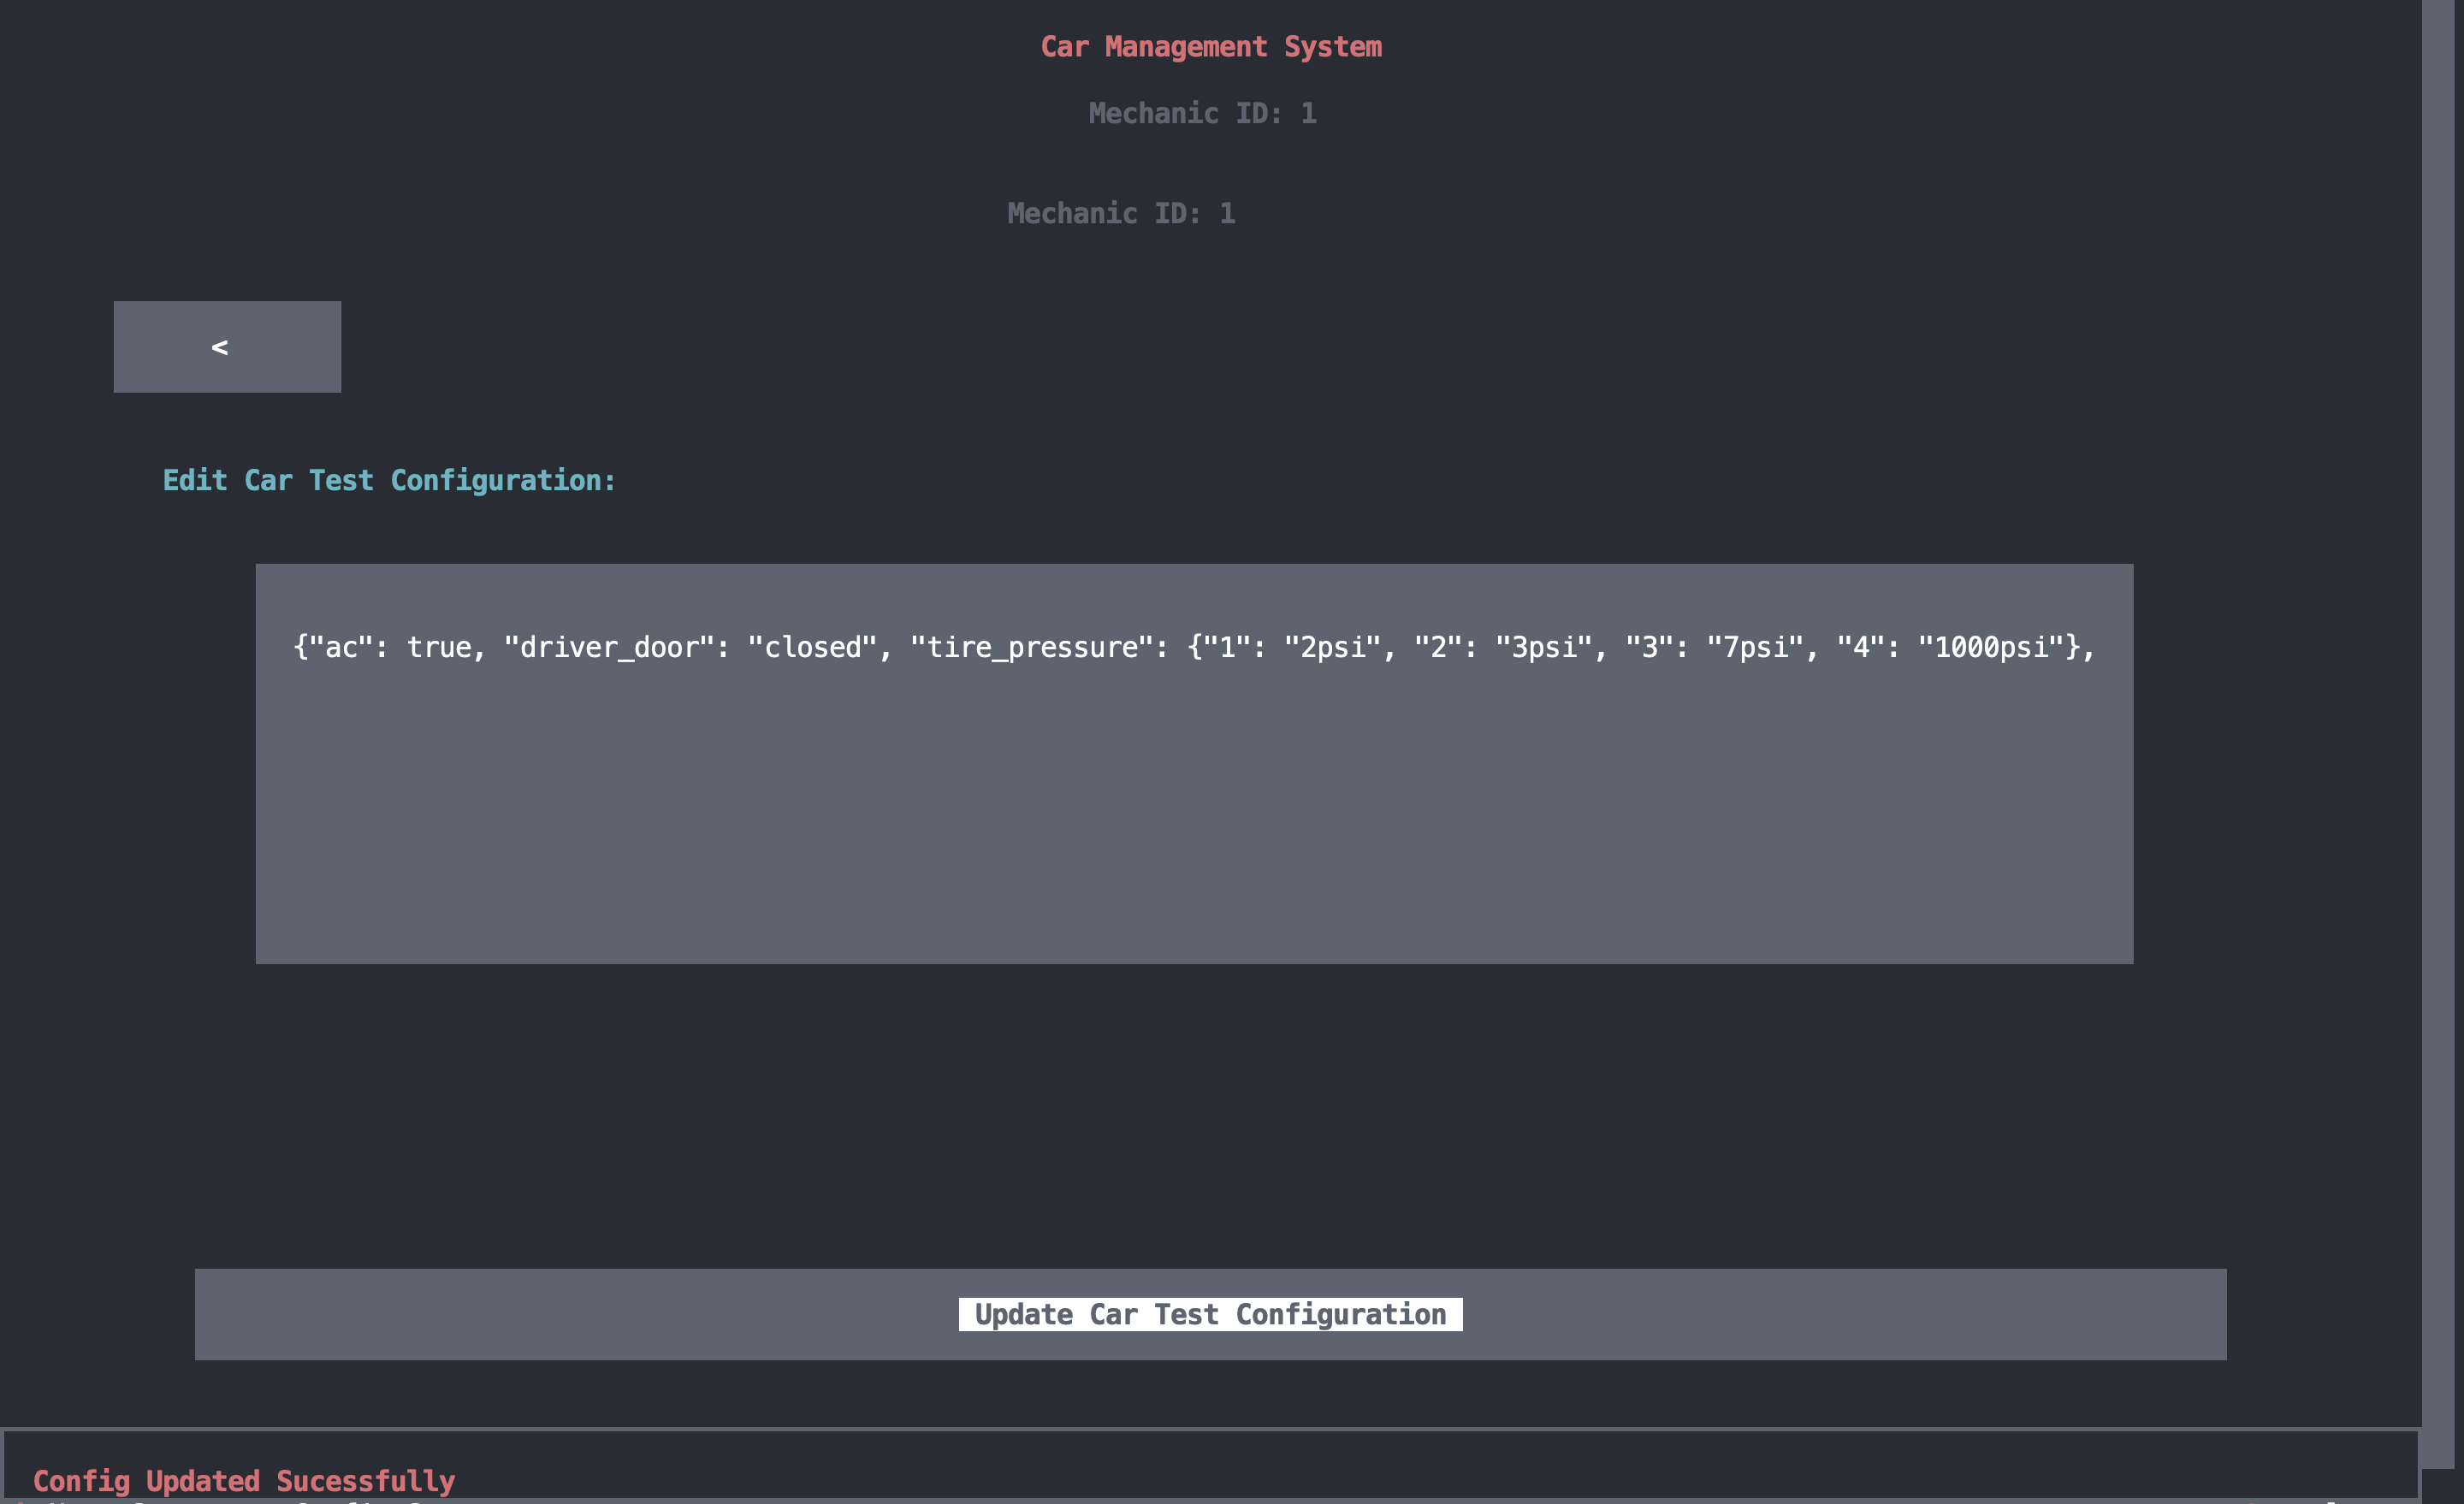 Car Management System
Mechanic ID: 1
Mechanic ID: 1
<
Edit Car Test Configuration:
{"ac": true, "driver_door": "closed", "tire_pressure": {"1": "2psi", "2": "3psi", "3": "7psi", "4": "1000psi"},
Update Car Test Configuration
Config Updated Sucessfully